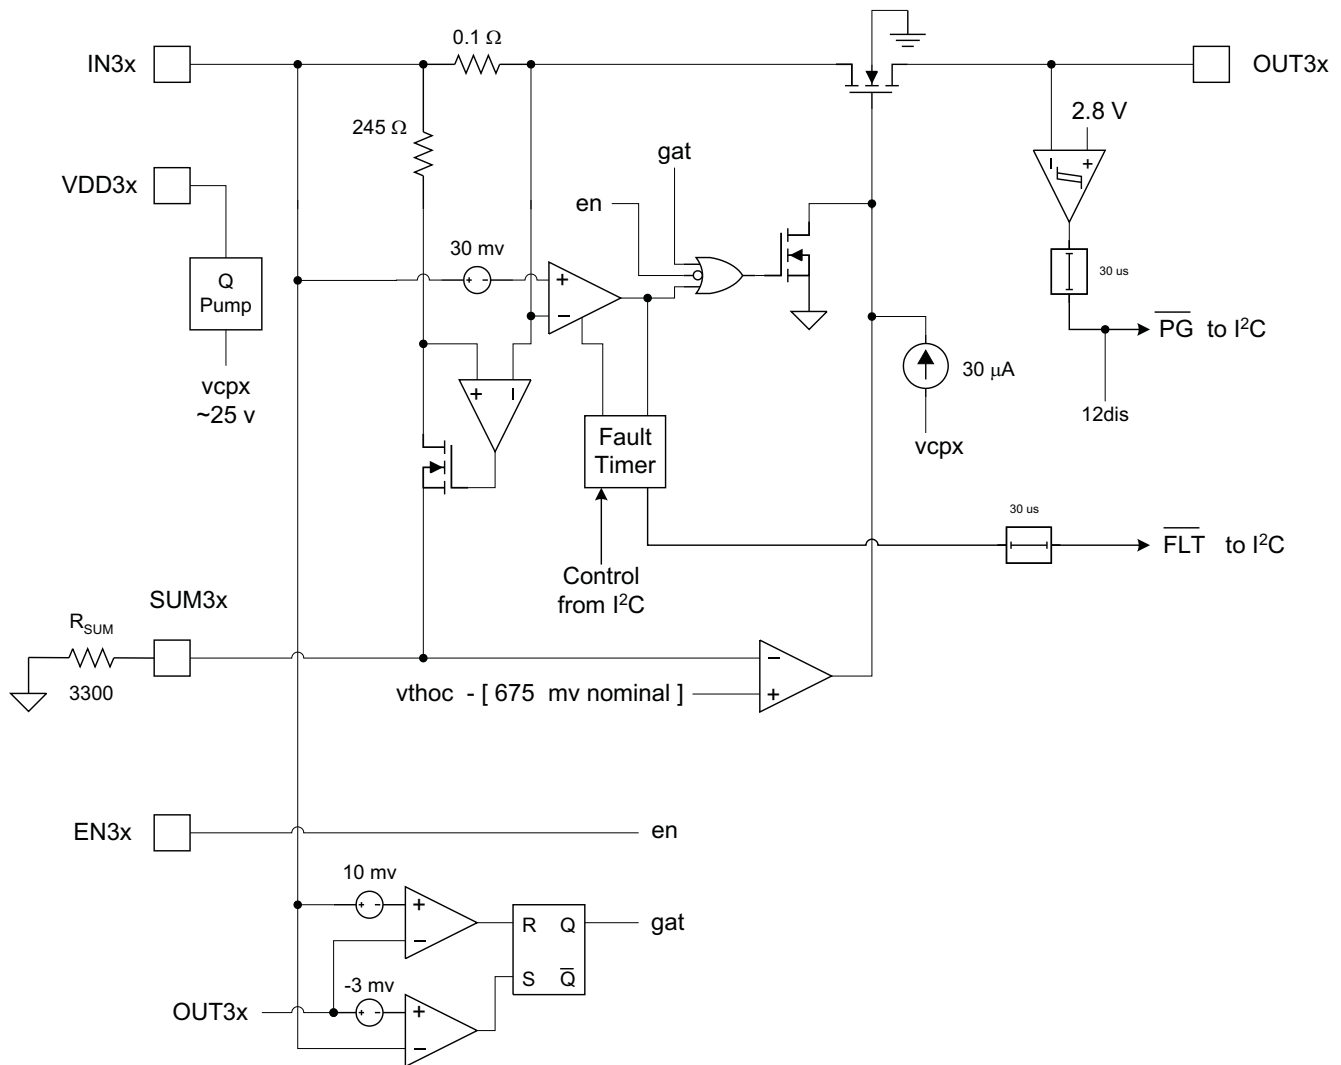 0.1 Ω
IN3x
OUT3x
245 Ω
2.8 V
gat
VDD3x
en
30 mv
+ -
+
−
Q
Pump
30 us
PG to I²C
vcpx
~25 v
30 μA
12dis
vcpx
Fault
Timer
30 us
FLT to I²C
Control
from I²C
SUM3x
RSUM
3300
vthoc - [ 675 mv nominal ]
−
+
EN3x
en
10 mv
+ -
+
−
R Q
gat
S Q
-3 mv
OUT3x
+ -
+
−